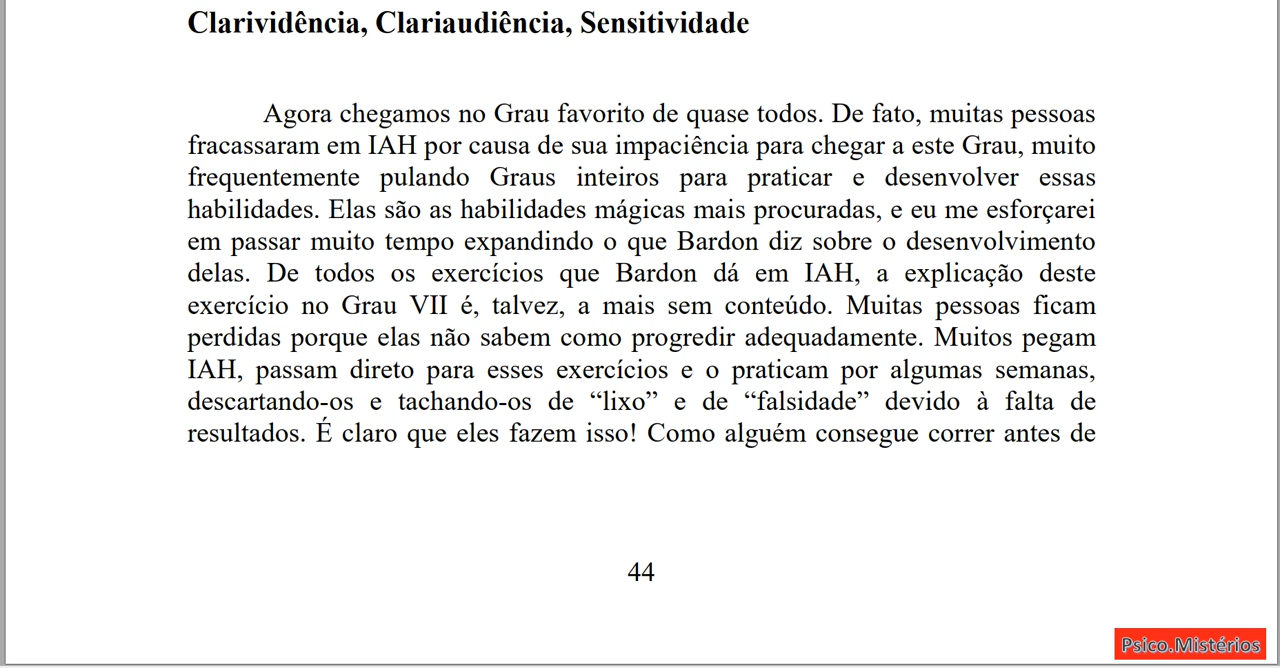 Clarividência, Clariaudiência, Sensitividade
Agora chegamos no Grau favorito de quase todos. De fato, muitas pessoas
fracassaram em IAH por causa de sua impaciência para chegar a este Grau, muito
frequentemente pulando Graus inteiros para praticar e desenvolver essas
habilidades. Elas são as habilidades mágicas mais procuradas, e eu me esforçarei
em passar muito tempo expandindo o que Bardon diz sobre o desenvolvimento
delas. De todos os exercícios que Bardon dá em IAH, a explicação deste
exercício no Grau VII é, talvez, a mais sem conteúdo. Muitas pessoas ficam
perdidas porque elas não sabem como progredir adequadamente. Muitos pegam
IAH, passam direto para esses exercícios e o praticam por algumas semanas,
descartando-os e tachando-os de “lixo” e de “falsidade” devido à falta de
resultados. É claro que eles fazem isso! Como alguém consegue correr antes de
44
Psico.Mistérios